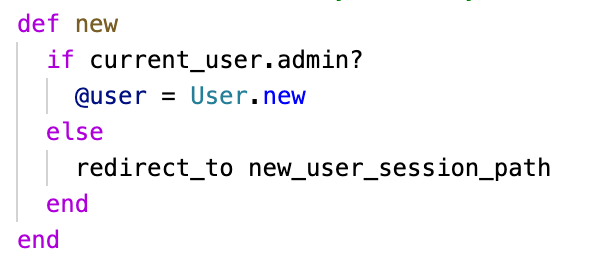 def new
  if current_user.admin?
    @user = User.new
  else
    redirect_to new_user_session_path
  end
end